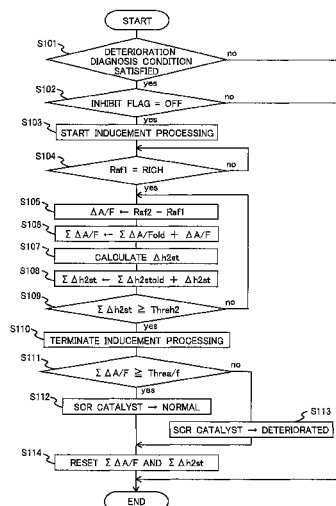 START
S101
DETERIORATION
DIAGNOSIS CONDITION
SATISFIED
no
yes
S102
INHIBIT FLAG = OFF
no
yes
S103
START INDUCEMENT PROCESSING
S104
Raf1 = RICH
no
yes
S105
ΔA/F ← Raf2 − Raf1
S106
ΣΔA/F ← ΣΔA/Fold + ΔA/F
S107
CALCULATE Δh2st
S108
ΣΔh2st ← ΣΔh2stold + Δh2st
S109
ΣΔh2st ≧ Threh2
no
yes
S110
TERMINATE INDUCEMENT PROCESSING
S111
ΣΔA/F ≧ Threa/f
no
yes
S112
SCR CATALYST → NORMAL
S113
SCR CATALYST → DETERIORATED
S114
RESET ΣΔA/F AND ΣΔh2st
END